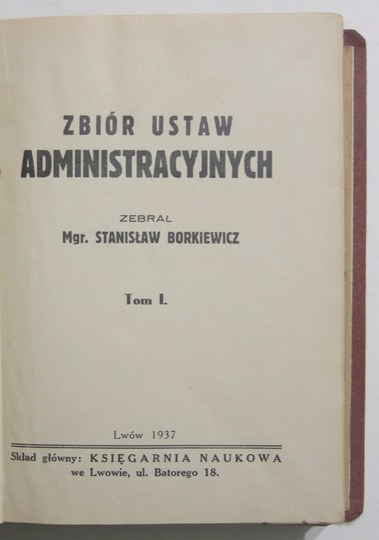 ZBIÓR USTAW
ADMINISTRACYJNYCH
ZEBRAŁ
Mgr. STANISŁAW BORKIEWICZ
Tom I.
Lwów 1937
Skład główny: KSIĘGARNIA NAUKOWA
we Lwowie, ul. Batorego 18.